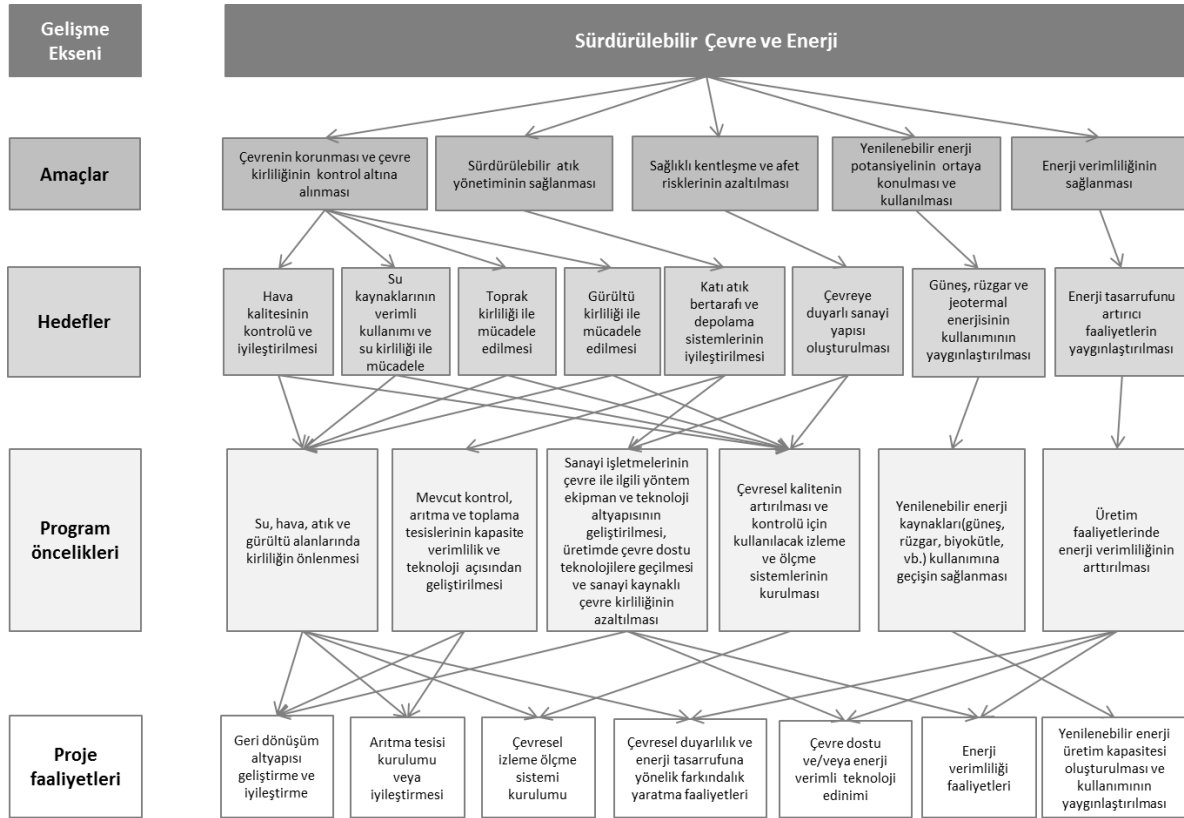 Gelişme
Ekseni
Sürdürülebilir Çevre ve Enerji
Amaçlar
Çevrenin korunması ve çevre
kirliliğinin kontrol altına
alınması
Sürdürülebilir atık
yönetiminin sağlanması
Sağlıklı kentleşme ve afet
risklerinin azaltılması
Yenilenebilir enerji
potansiyelinin ortaya
konulması ve
kullanılması
Enerji verimliliğinin
sağlanması
Hedefler
Hava
kalitesinin
kontrolü ve
iyileştirilmesi
Su
kaynaklarının
verimli
kullanımı ve
su kirliliği ile
mücadele
Toprak
kirliliği ile
mücadele
edilmesi
Gürültü
kirliliği ile
mücadele
edilmesi
Katı atık
bertarafı ve
depolama
sistemlerinin
iyileştirilmesi
Çevreye
duyarlı sanayi
yapısı
oluşturulması
Güneş, rüzgar ve
jeotermal
enerjisinin
kullanımının
yaygınlaştırılması
Enerji tasarrufunu
artırıcı
faaliyetlerin
yaygınlaştırılması
Program
öncelikleri
Su, hava, atık ve
gürültü alanlarında
kirliliğin önlenmesi
Mevcut kontrol,
arıtma ve toplama
tesislerinin kapasite
verimlilik ve
teknoloji açısından
geliştirilmesi
Sanayi işletmelerinin
çevre ile ilgili yöntem
ekipman ve teknoloji
altyapısının
geliştirilmesi,
üretimde çevre dostu
teknolojilere geçilmesi
ve sanayi kaynaklı
çevre kirliliğinin
azaltılması
Çevresel kalitenin
artırılması ve
kontrolü için
kullanılacak izleme
ve ölçme
sistemlerinin
kurulması
Yenilenebilir enerji
kaynakları(güneş,
rüzgar, biyokütle,
vb.) kullanımına
geçişin sağlanması
Üretim
faaliyetlerinde
enerji verimliliğinin
arttırılması
Proje
faaliyetleri
Geri dönüşüm
altyapısı
geliştirme ve
iyileştirme
Arıtma tesisi
kurulumu veya
iyileştirmesi
Çevresel
izleme ölçme
sistemi
kurulumu
Çevresel duyarlılık ve
enerji tasarrufuna
yönelik farkındalık
yaratma faaliyetleri
Çevre dostu
ve/veya enerji
verimli teknoloji
edinimi
Enerji
verimliliği
faaliyetleri
Yenilenebilir enerji
üretim kapasitesi
oluşturulması ve
kullanımının
yaygınlaştırılması